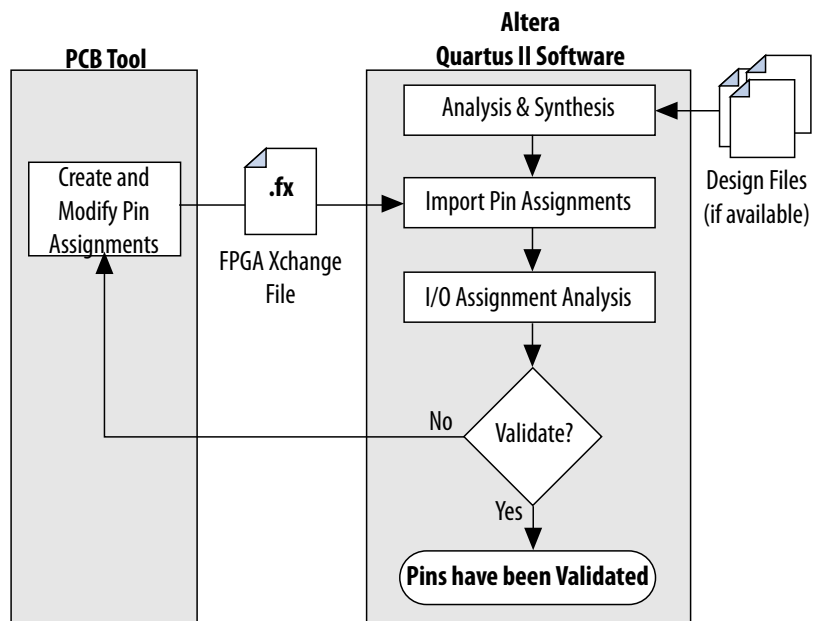 Altera
Quartus II Software
PCB Tool
Analysis & Synthesis
Design Files
(if available)
Create and
Modify Pin
Assignments
.fx
FPGA Xchange
File
Import Pin Assignments
I/O Assignment Analysis
Validate?
No
Yes
Pins have been Validated